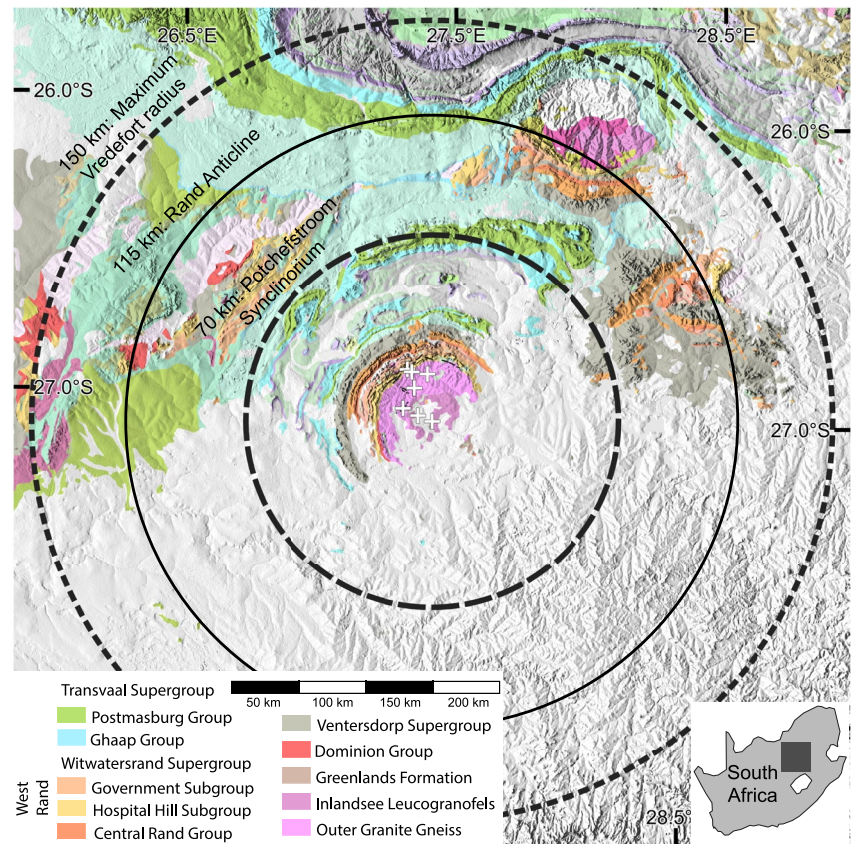 26.5°E
27.5°E
28.5°E
26.0°S
26.0°S
150 km: Maximum
Vredefort radius
115 km: Rand Anticline
70 km: Potchefstroom
Synclinorium
27.0°S
27.0°S
28.5°
Transvaal Supergroup
Postmasburg Group
Ghaap Group
Witwatersrand Supergroup
West
Rand
Government Subgroup
Hospital Hill Subgroup
Central Rand Group
50 km
100 km
150 km
200 km
Ventersdorp Supergroup
Dominion Group
Greenlands Formation
Inlandsee Leucogranofels
Outer Granite Gneiss
South
Africa